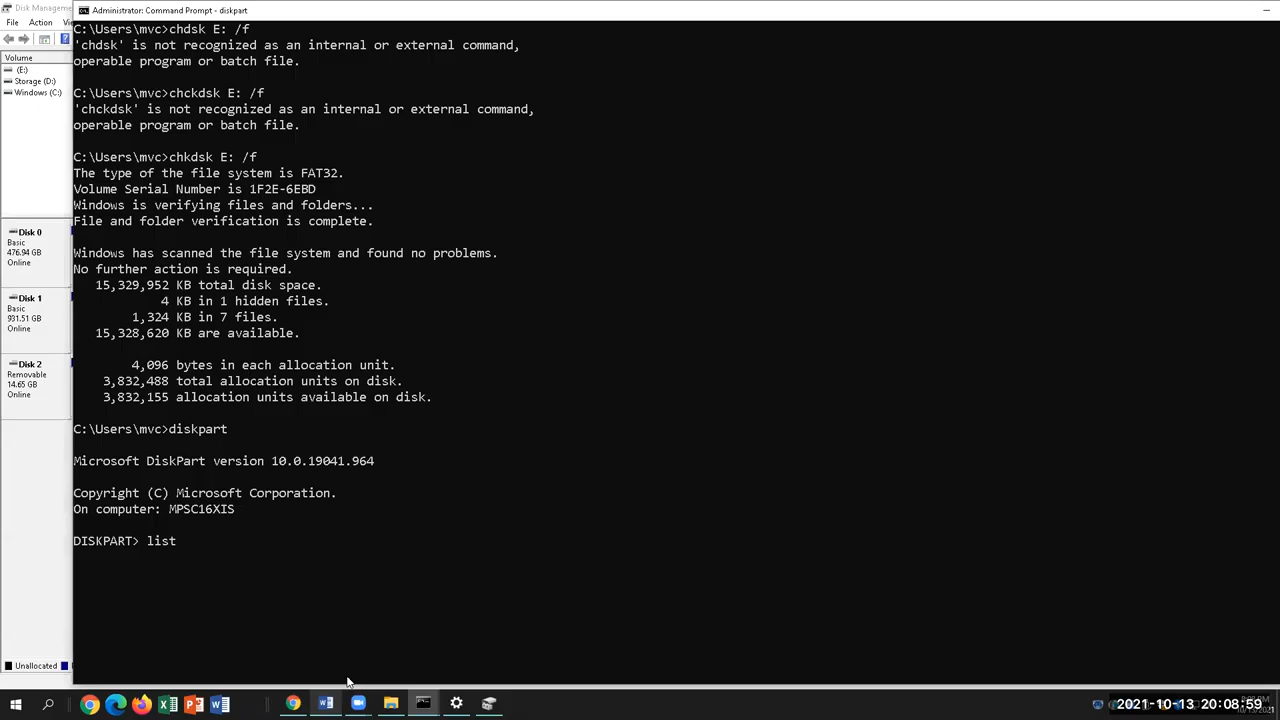 Disk Managem
Administrator: Command Prompt - diskpart
File Action Vi
Volume
(E:)
Storage (D:)
Windows (C:)
Disk 0
Basic
476.94 GB
Online
Disk 1
Basic
931.51 GB
Online
Disk 2
Removable
14.65 GB
Online
Unallocated
C:\Users\mvc>chdsk E: /f
'chdsk' is not recognized as an internal or external command,
operable program or batch file.
C:\Users\mvc>chckdsk E: /f
'chckdsk' is not recognized as an internal or external command,
operable program or batch file.
C:\Users\mvc>chkdsk E: /f
The type of the file system is FAT32.
Volume Serial Number is 1F2E-6EBD
Windows is verifying files and folders...
File and folder verification is complete.
Windows has scanned the file system and found no problems.
No further action is required.
15,329,952 KB total disk space.
4 KB in 1 hidden files.
1,324 KB in 7 files.
15,328,620 KB are available.
4,096 bytes in each allocation unit.
3,832,488 total allocation units on disk.
3,832,155 allocation units available on disk.
C:\Users\mvc>diskpart
Microsoft DiskPart version 10.0.19041.964
Copyright (C) Microsoft Corporation.
On computer: MPSC16XIS
DISKPART> list
2021-10-13 20:08:59